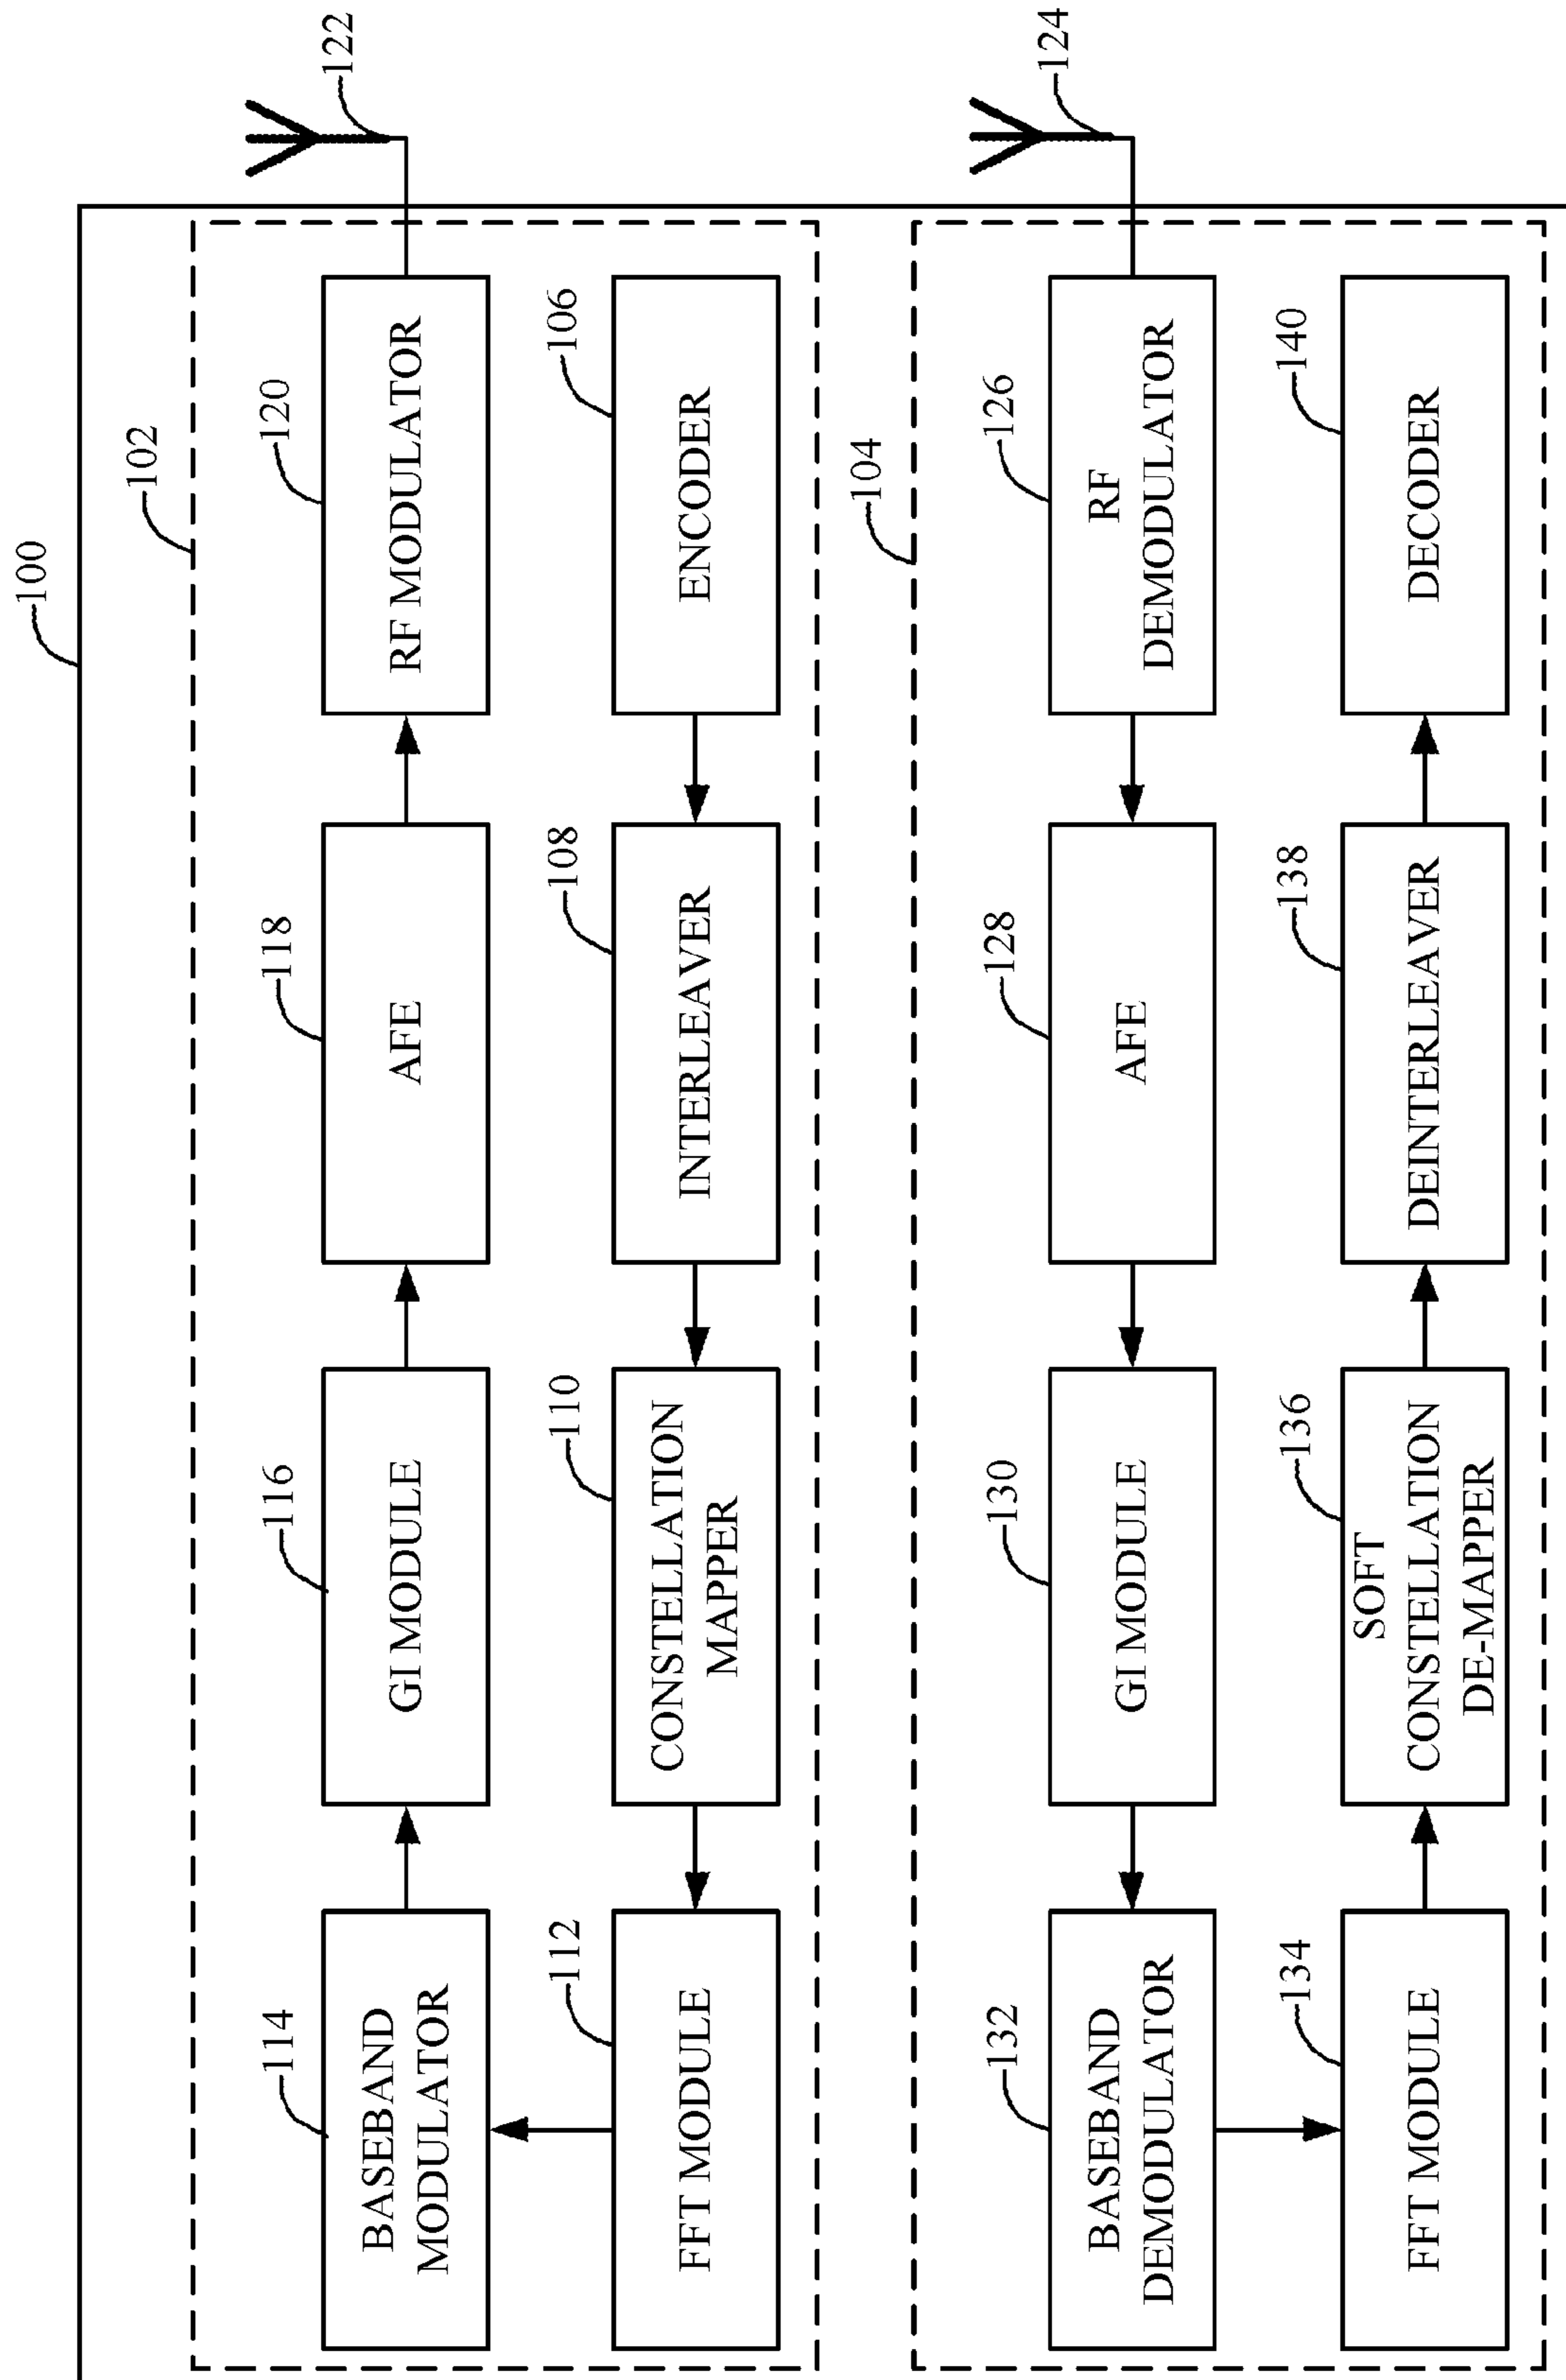 100
102
114
BASEBAND
MODULATOR
116
GI MODULE
118
AFE
120
RF MODULATOR
122
112
FFT MODULE
110
CONSTELLATION
MAPPER
108
INTERLEAVER
106
ENCODER
104
132
BASEBAND
DEMODULATOR
130
GI MODULE
128
AFE
126
RF
DEMODULATOR
124
134
FFT MODULE
136
SOFT
CONSTELLATION
DE-MAPPER
138
DEINTERLEAVER
140
DECODER